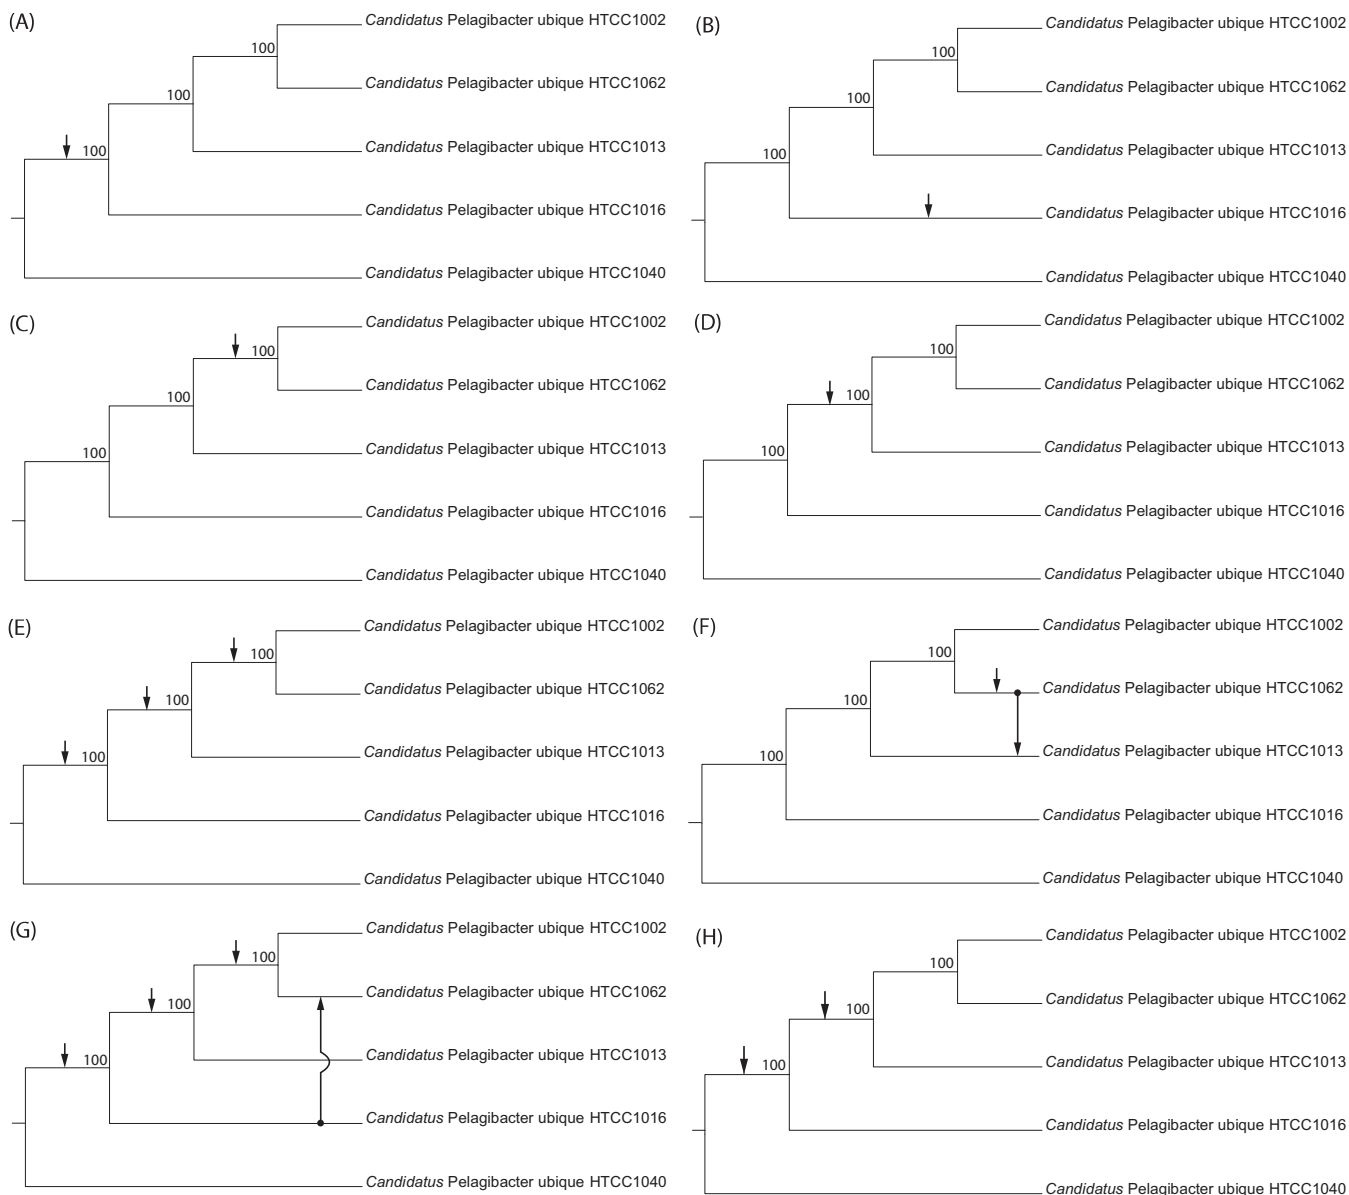 (A)
Candidatus Pelagibacter ubique HTCC1002
100
Candidatus Pelagibacter ubique HTCC1062
100
Candidatus Pelagibacter ubique HTCC1013
100
Candidatus Pelagibacter ubique HTCC1016
Candidatus Pelagibacter ubique HTCC1040
(B)
Candidatus Pelagibacter ubique HTCC1002
100
Candidatus Pelagibacter ubique HTCC1062
100
Candidatus Pelagibacter ubique HTCC1013
100
Candidatus Pelagibacter ubique HTCC1016
Candidatus Pelagibacter ubique HTCC1040
(C)
Candidatus Pelagibacter ubique HTCC1002
100
Candidatus Pelagibacter ubique HTCC1062
100
Candidatus Pelagibacter ubique HTCC1013
100
Candidatus Pelagibacter ubique HTCC1016
Candidatus Pelagibacter ubique HTCC1040
(D)
Candidatus Pelagibacter ubique HTCC1002
100
Candidatus Pelagibacter ubique HTCC1062
100
Candidatus Pelagibacter ubique HTCC1013
100
Candidatus Pelagibacter ubique HTCC1016
Candidatus Pelagibacter ubique HTCC1040
(E)
Candidatus Pelagibacter ubique HTCC1002
100
Candidatus Pelagibacter ubique HTCC1062
100
Candidatus Pelagibacter ubique HTCC1013
100
Candidatus Pelagibacter ubique HTCC1016
Candidatus Pelagibacter ubique HTCC1040
(F)
Candidatus Pelagibacter ubique HTCC1002
100
Candidatus Pelagibacter ubique HTCC1062
100
Candidatus Pelagibacter ubique HTCC1013
100
Candidatus Pelagibacter ubique HTCC1016
Candidatus Pelagibacter ubique HTCC1040
(G)
Candidatus Pelagibacter ubique HTCC1002
100
Candidatus Pelagibacter ubique HTCC1062
100
Candidatus Pelagibacter ubique HTCC1013
100
Candidatus Pelagibacter ubique HTCC1016
Candidatus Pelagibacter ubique HTCC1040
(H)
Candidatus Pelagibacter ubique HTCC1002
100
Candidatus Pelagibacter ubique HTCC1062
100
Candidatus Pelagibacter ubique HTCC1013
100
Candidatus Pelagibacter ubique HTCC1016
Candidatus Pelagibacter ubique HTCC1040